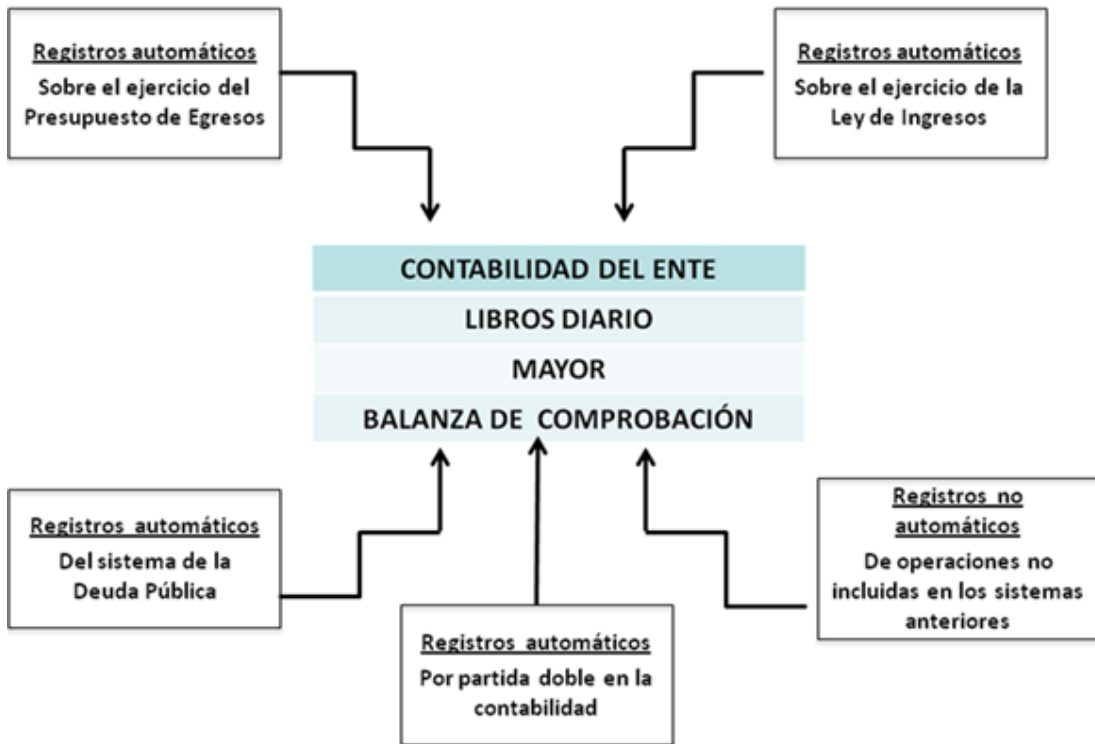 Registros automáticos
Sobre el ejercicio del
Presupuesto de Egresos
Registros automáticos
Sobre el ejercicio de la
Ley de Ingresos
CONTABILIDAD DEL ENTE
LIBROS DIARIO
MAYOR
BALANZA DE COMPROBACIÓN
Registros automáticos
Del sistema de la
Deuda Pública
Registros automáticos
Por partida doble en la
contabilidad
Registros no
automáticos
De operaciones no
incluidas en los sistemas
anteriores